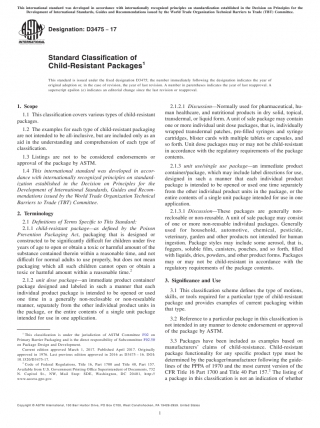 This international standard was developed in accordance with internationally recognized principles on standardization established in the Decision on Principles for the
Development of International Standards, Guides and Recommendations issued by the World Trade Organization Technical Barriers to Trade (TBT) Committee.
Designation: D3475 − 17
INTERNATIONAL
Standard Classification of
Child-Resistant Packages1
This standard is issued under the fixed designation D3475; the number immediately following the designation indicates the year of
original adoption or, in the case of revision, the year of last revision. A number in parentheses indicates the year of last reapproval. A
superscript epsilon (ε) indicates an editorial change since the last revision or reapproval.
1. Scope
1.1 This classification covers various types of child-resistant
packages.
1.2 The examples for each type of child-resistant packaging
are not intended to be all-inclusive, but are included only as an
aid in the understanding and comprehension of each type of
classification.
1.3 Listings are not to be considered endorsements or
approval of the package by ASTM.
1.4 This international standard was developed in accor-
dance with internationally recognized principles on standard-
ization established in the Decision on Principles for the
Development of International Standards, Guides and Recom-
mendations issued by the World Trade Organization Technical
Barriers to Trade (TBT) Committee.
2. Terminology
2.1 Definitions of Terms Specific to This Standard:
2.1.1 child-resistant package—as defined by the Poison
Prevention Packaging Act, packaging that is designed or
constructed to be significantly difficult for children under five
years of age to open or obtain a toxic or harmful amount of the
substance contained therein within a reasonable time, and not
difficult for normal adults to use properly, but does not mean
packaging which all such children cannot open or obtain a
toxic or harmful amount within a reasonable time.2
2.1.2 unit dose package—an immediate product container/
package designed and labeled in such a manner that each
individual product package is intended to be opened or used
one time in a generally non-reclosable or non-resealable
manner, separately from the other individual product units in
the package, or the entire contents of a single unit package
intended for use in one application.
1 This classification is under the jurisdiction of ASTM Committee F02 on
Primary Barrier Packaging and is the direct responsibility of Subcommittee F02.50
on Package Design and Development.
Current edition approved March 1, 2017. Published April 2017. Originally
approved in 1976. Last previous edition approved in 2016 as D3475 – 16. DOI:
10.1520/D3475-17.
2 Code of Federal Regulations, Title 16, Part 1700 and Title 40, Part 157.
Available from U.S. Government Printing Office Superintendent of Documents, 732
N. Capitol St., NW, Mail Stop: SDE, Washington, DC 20401, http://
www.access.gpo.gov.
2.1.2.1 Discussion—Normally used for pharmaceutical, hu-
man healthcare, and nutritional products in dry solid, topical,
transdermal, or liquid form. A unit of sale package may contain
one or more individual unit dose packages, that is, individually
wrapped transdermal patches, pre-filled syringes and syringe
cartridges, blister cards with multiple tablets or capsules, and
so forth. Unit dose packages may or may not be child-resistant
in accordance with the regulatory requirements of the package
contents.
2.1.3 unit use/single use package—an immediate product
container/package, which may include label directions for use,
designed in such a manner that each individual product
package is intended to be opened or used one time separately
from the other individual product units in the package, or the
entire contents of a single unit package intended for use in one
application.
2.1.3.1 Discussion—These packages are generally non-
reclosable or non-resealable. A unit of sale package may consist
of one or more non-reusable individual packages. Generally
used for household, automotive, chemical, pesticide,
veterinary, garden and other products not intended for human
ingestion. Package styles may include some aerosol, that is,
foggers, soluble film, canisters, pouches, and so forth, filled
with liquids, dries, powders, and other product forms. Packages
may or may not be child-resistant in accordance with the
regulatory requirements of the package contents.
3. Significance and Use
3.1 This classification scheme defines the type of motions,
skills, or tools required for a particular type of child-resistant
package and provides examples of current packaging within
that type.
3.2 Reference to a particular package in this classification is
not intended in any manner to denote endorsement or approval
of the package by ASTM.
3.3 Packages have been included as examples based on
manufacturers' claims of child-resistance. Child-resistant
package functionality for any specific product type must be
determined by the packager/manufacturer following the guide-
lines of the PPPA of 1970 and the most current version of the
CFR Title 16 Part 1700 and Title 40 Part 157.2 The listing of
a package in this classification is not an indication of whether
Copyright © ASTM International, 100 Barr Harbor Drive, PO Box C700, West Conshohocken, PA 19428-2959. United States
1